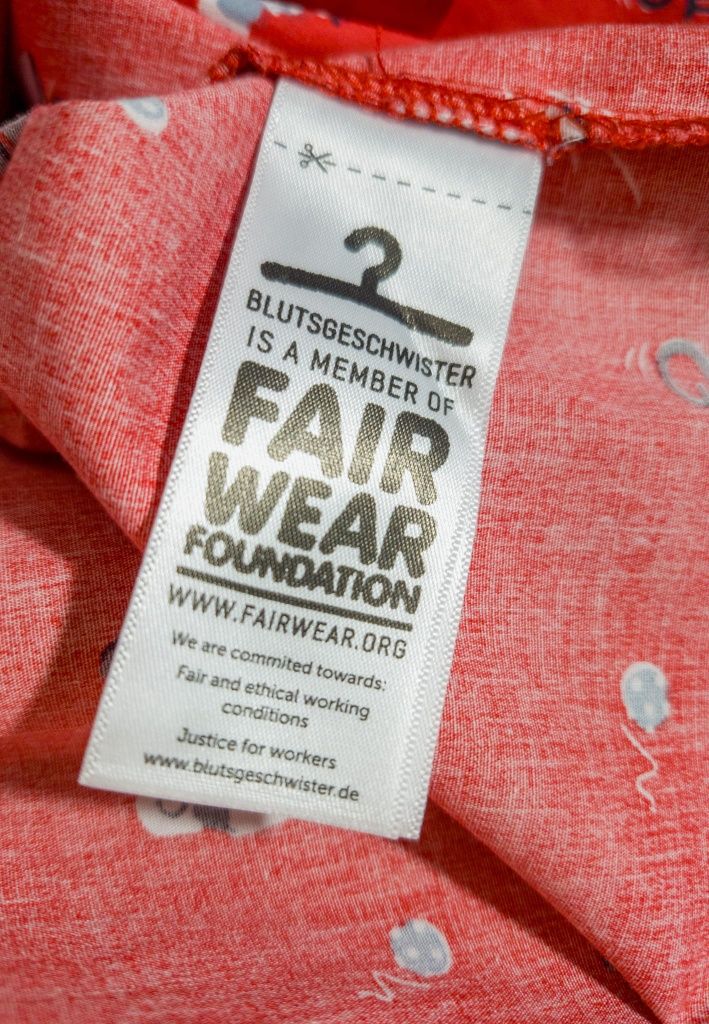 BLUTSGESCHWISTER
IS A MEMBER OF
FAIR
WEAR
FOUNDATION
WWW.FAIRWEAR.ORG
We are commited towards:
Fair and ethical working
conditions
Justice for workers
www.blutsgeschwister.de